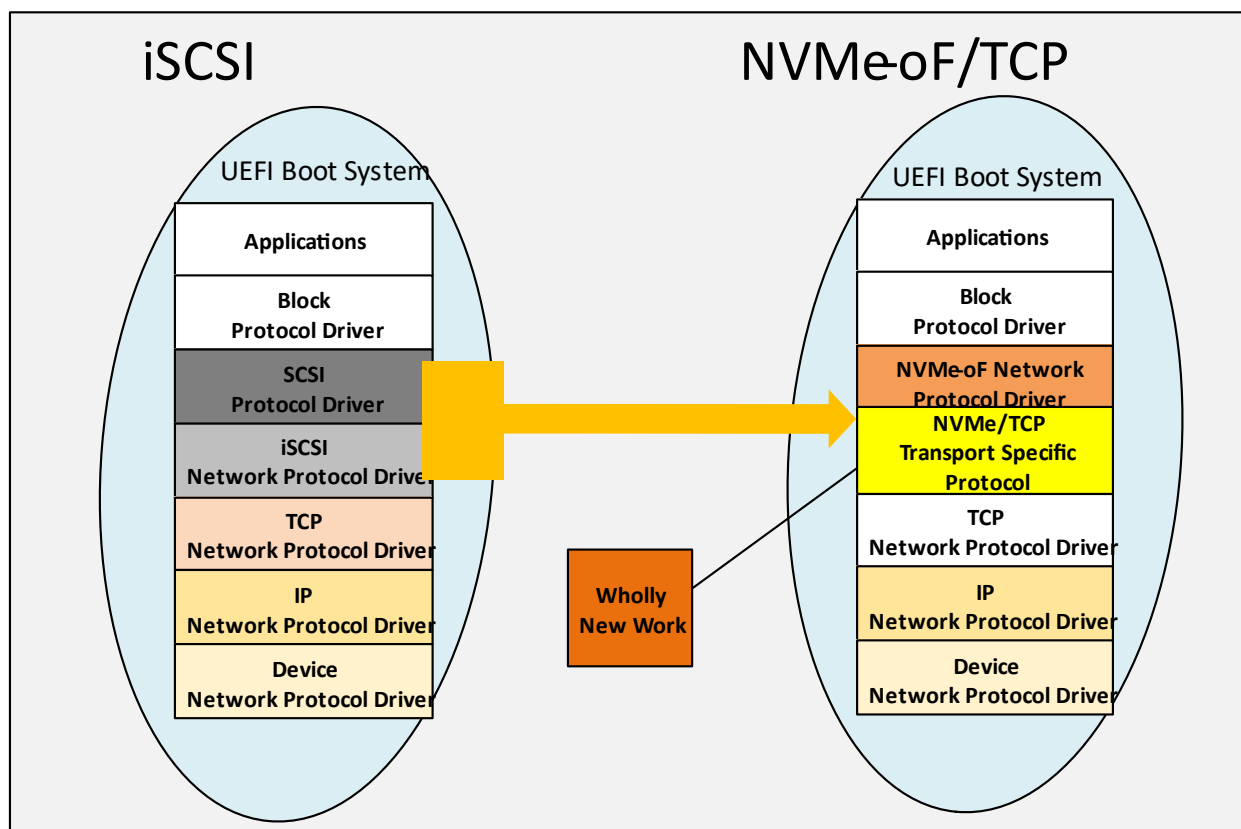 iSCSI
UEFI Boot System
Applications
Block
Protocol Driver
SCSI
Protocol Driver
iSCSI
Network Protocol Driver
TCP
Network Protocol Driver
IP
Network Protocol Driver
Device
Network Protocol Driver
Wholly
New Work
NVMe-oF/TCP
UEFI Boot System
Applications
Block
Protocol Driver
NVMe-oF Network
Protocol Driver
NVMe/TCP
Transport Specific
Protocol
TCP
Network Protocol Driver
IP
Network Protocol Driver
Device
Network Protocol Driver